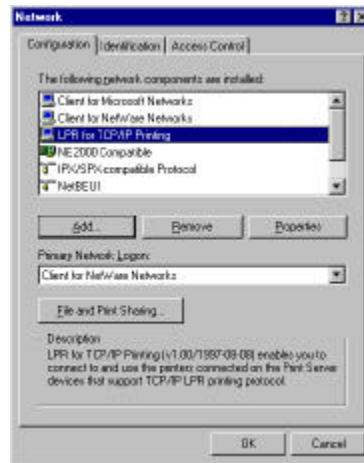 Network
Configuration Identification Access Control
The following network components are installed:
Client for Microsoft Networks
Client for NetWare Networks
LPR for TCP/IP Printing
NE2000 Compatible
IPX/SPX-compatible Protocol
NetBEUI
Add... Remove Properties
Primary Network Logon:
Client for NetWare Networks
File and Print Sharing...
Description
LPR for TCP/IP Printing (v1.00/1997-08-08) enables you to
connect to and use the printers connected on the Print Server
devices that support TCP/IP LPR printing protocol.
OK Cancel